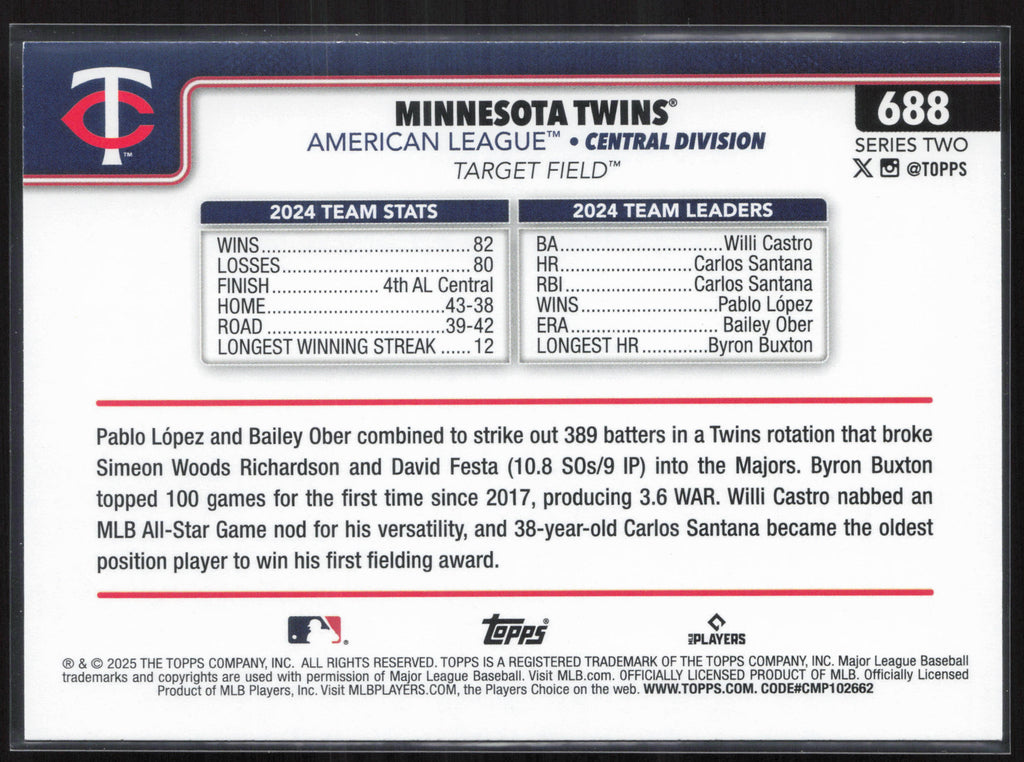 TC™
MINNESOTA TWINS®
AMERICAN LEAGUE™ • CENTRAL DIVISION
TARGET FIELD™
688
SERIES TWO
@TOPPS
2024 TEAM STATS
WINS................................82
LOSSES.............................80
FINISH.................... 4th AL Central
HOME..............................43-38
ROAD ..............................39-42
LONGEST WINNING STREAK ......12
2024 TEAM LEADERS
BA.............................Willi Castro
HR.......................Carlos Santana
RBI.......................Carlos Santana
WINS........................Pablo López
ERA........................... Bailey Ober
LONGEST HR.............Byron Buxton
Pablo López and Bailey Ober combined to strike out 389 batters in a Twins rotation that broke
Simeon Woods Richardson and David Festa (10.8 SOs/9 IP) into the Majors. Byron Buxton
topped 100 games for the first time since 2017, producing 3.6 WAR. Willi Castro nabbed an
MLB All-Star Game nod for his versatility, and 38-year-old Carlos Santana became the oldest
position player to win his first fielding award.
Topps®
MLB PLAYERS
® & © 2025 THE TOPPS COMPANY, INC. ALL RIGHTS RESERVED. TOPPS IS A REGISTERED TRADEMARK OF THE TOPPS COMPANY, INC. Major League Baseball
trademarks and copyrights are used with permission of Major League Baseball. Visit MLB.com. OFFICIALLY LICENSED PRODUCT OF MLB. Officially Licensed
Product of MLB Players, Inc. Visit MLBPLAYERS.COM, the Players Choice on the web. WWW.TOPPS.COM. CODE#CMP102662